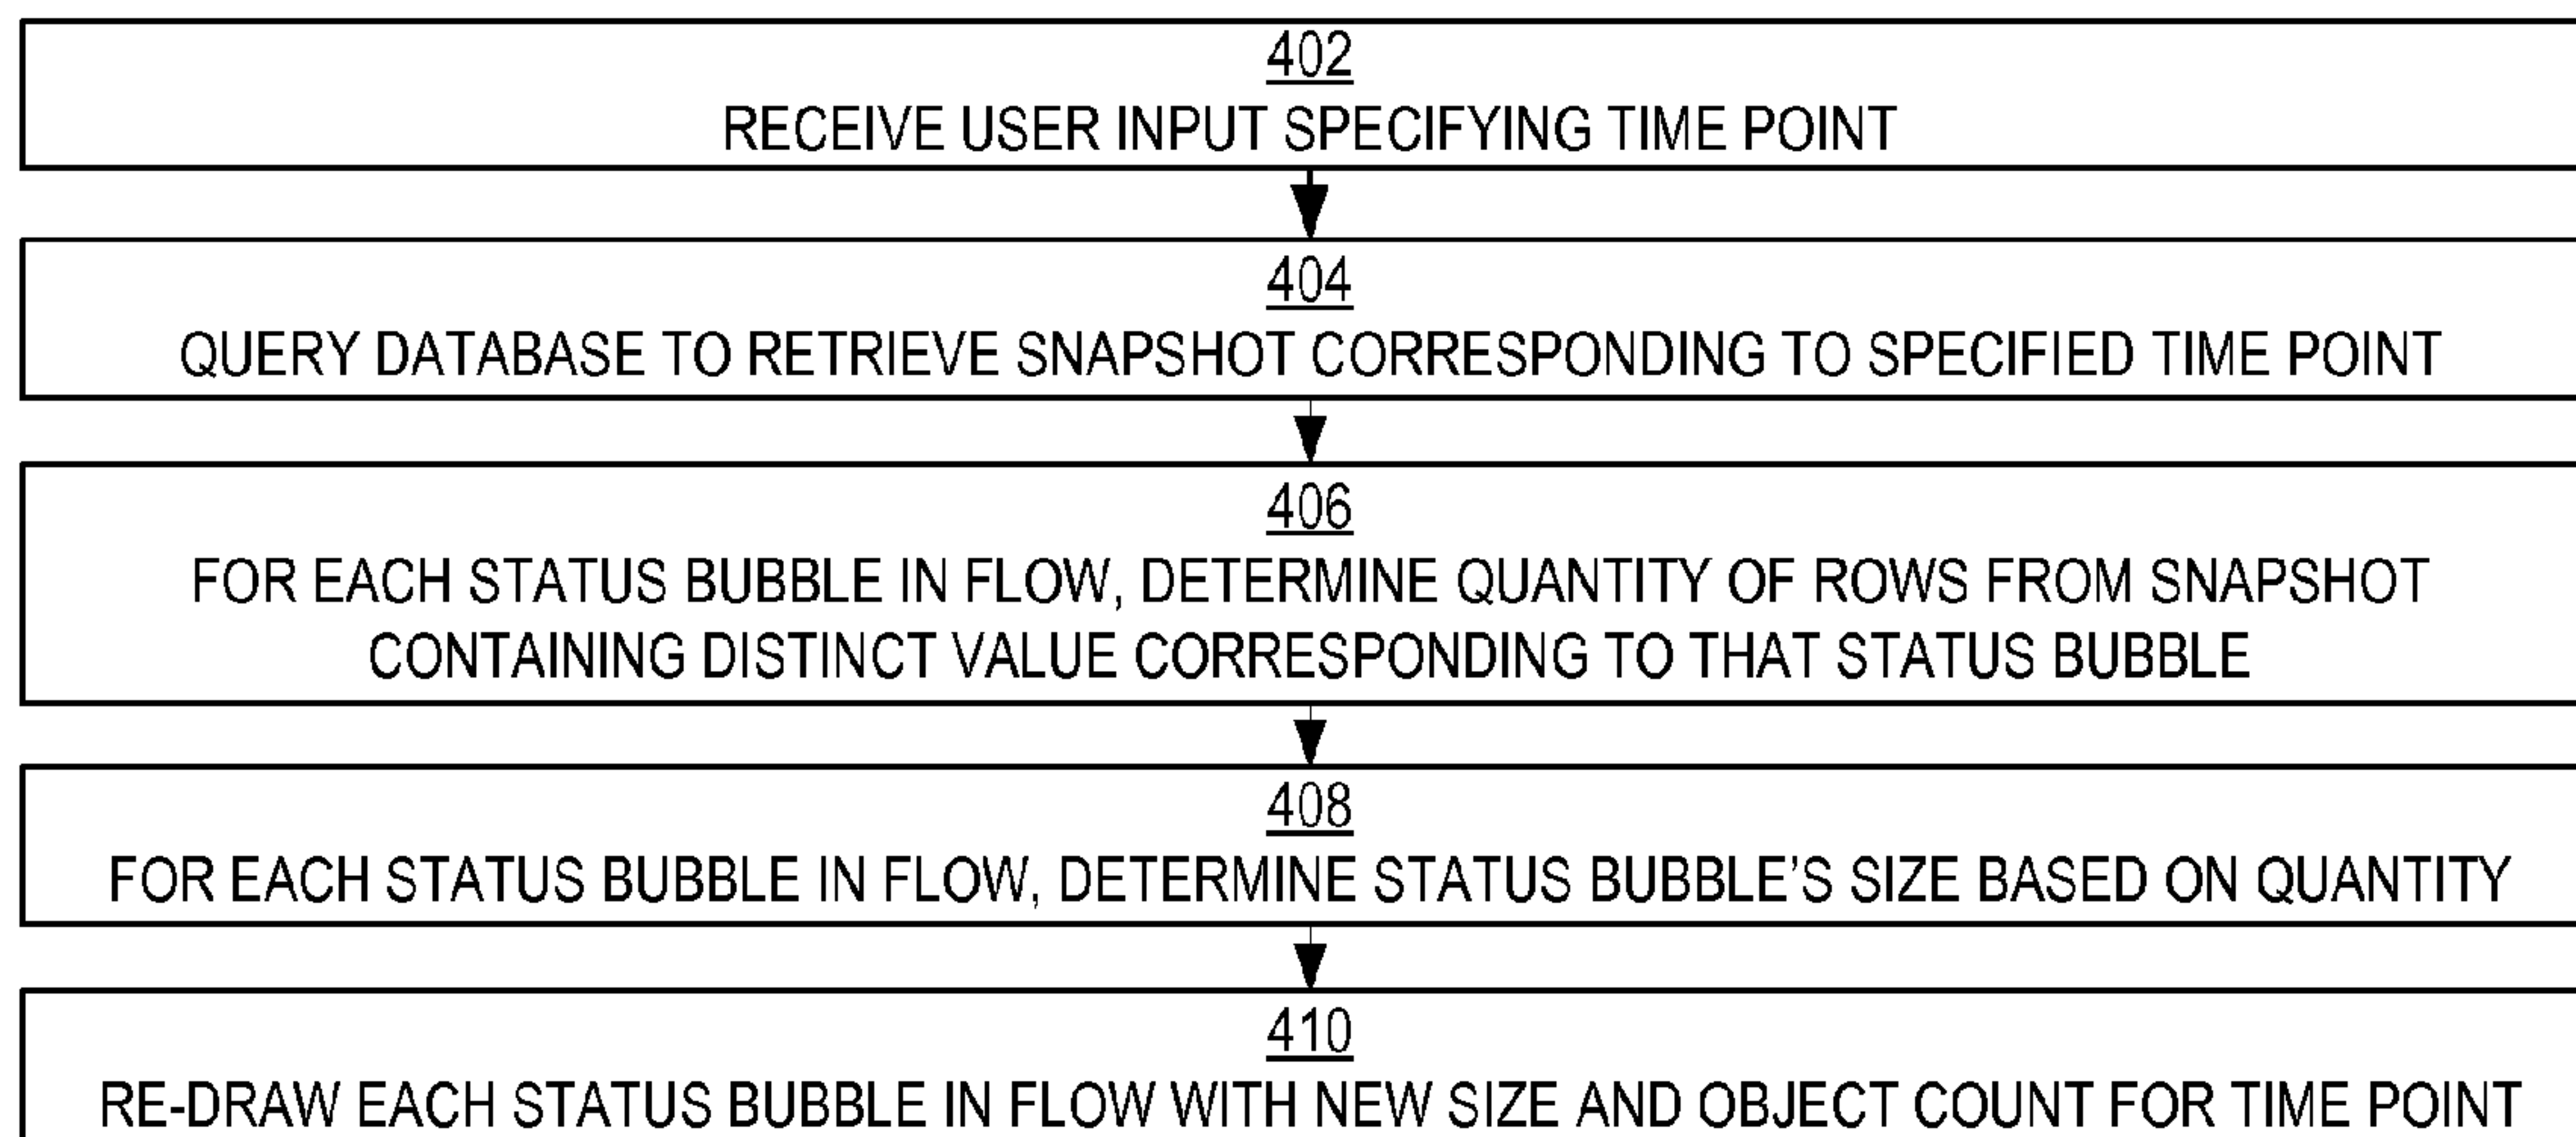 402
RECEIVE USER INPUT SPECIFYING TIME POINT
404
QUERY DATABASE TO RETRIEVE SNAPSHOT CORRESPONDING TO SPECIFIED TIME POINT
406
FOR EACH STATUS BUBBLE IN FLOW, DETERMINE QUANTITY OF ROWS FROM SNAPSHOT
CONTAINING DISTINCT VALUE CORRESPONDING TO THAT STATUS BUBBLE
408
FOR EACH STATUS BUBBLE IN FLOW, DETERMINE STATUS BUBBLE'S SIZE BASED ON QUANTITY
410
RE-DRAW EACH STATUS BUBBLE IN FLOW WITH NEW SIZE AND OBJECT COUNT FOR TIME POINT